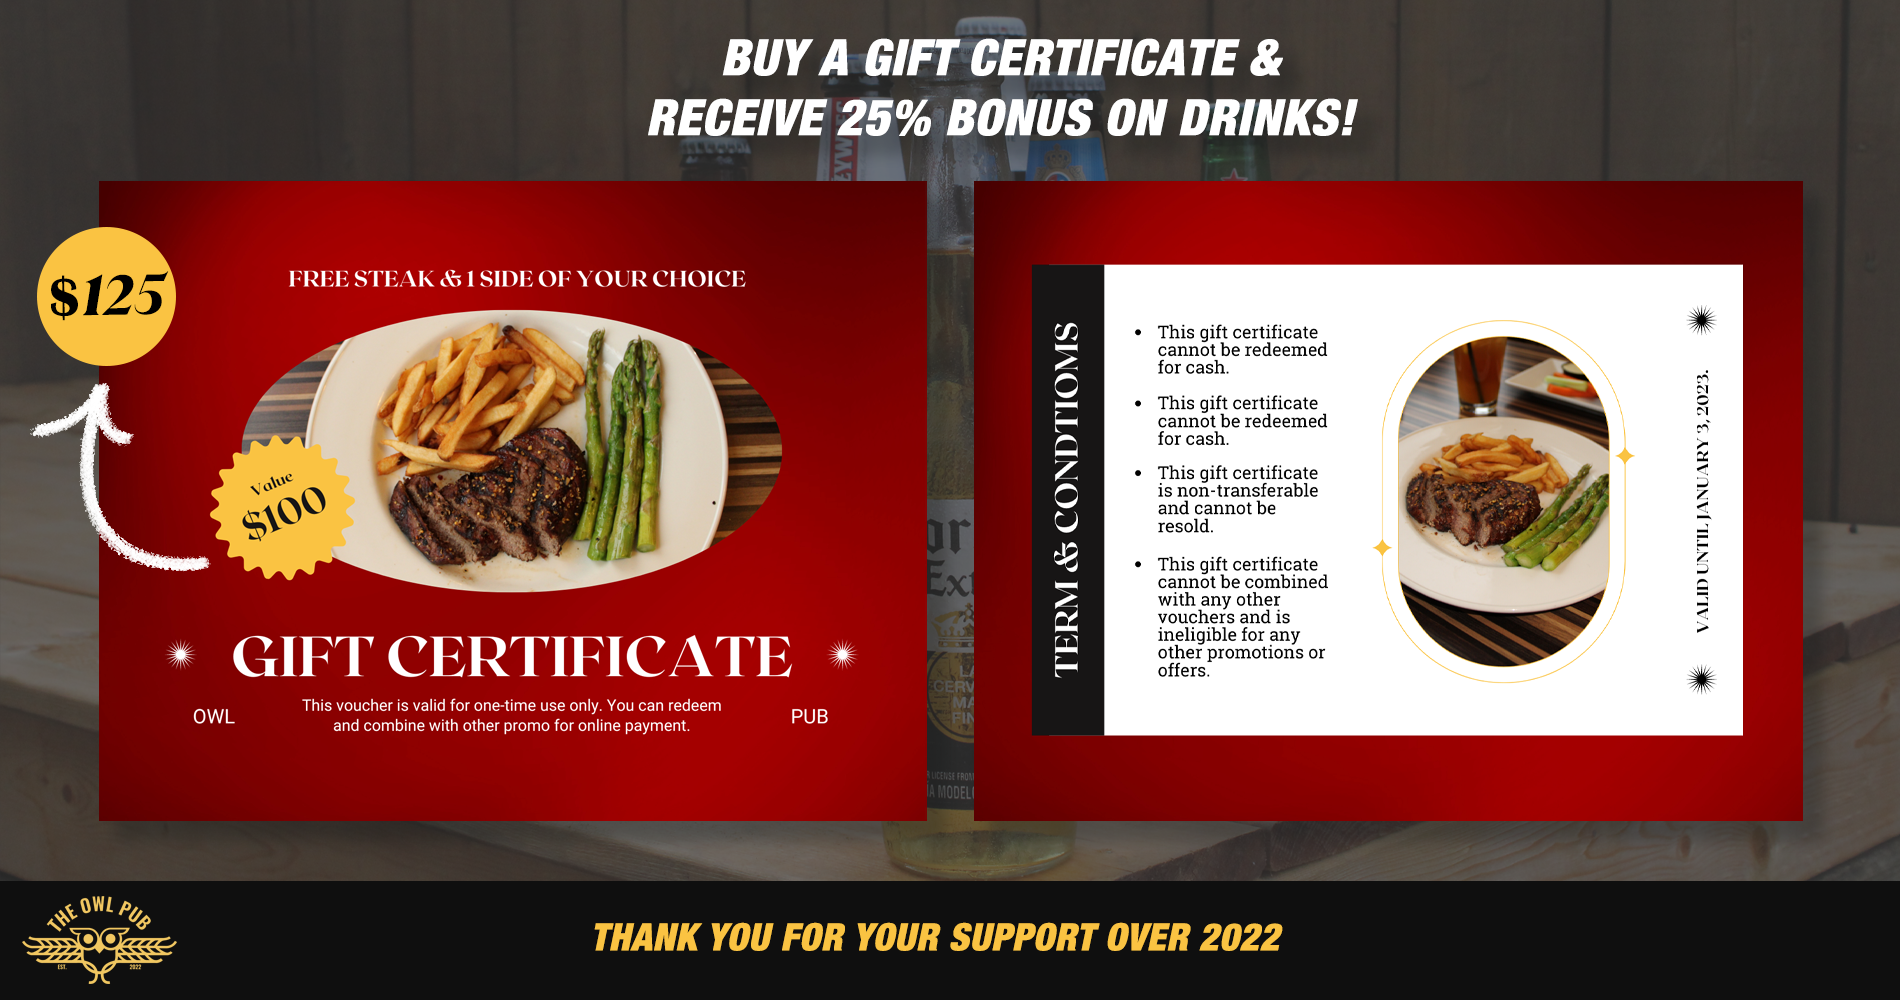 BUY A GIFT CERTIFICATE &
RECEIVE 25% BONUS ON DRINKS!
$125
FREE STEAK & 1 SIDE OF YOUR CHOICE
Value
$100
GIFT CERTIFICATE
OWL
This voucher is valid for one-time use only. You can redeem
and combine with other promo for online payment.
PUB
TERM & CONDTIOMS
• This gift certificate
cannot be redeemed
for cash.
• This gift certificate
cannot be redeemed
for cash.
• This gift certificate
is non-transferable
and cannot be
resold.
• This gift certificate
cannot be combined
with any other
vouchers and is
ineligible for any
other promotions or
offers.
VALID UNTIL JANUARY 3, 2023.
THE OWL PUB
EST. 2022
THANK YOU FOR YOUR SUPPORT OVER 2022